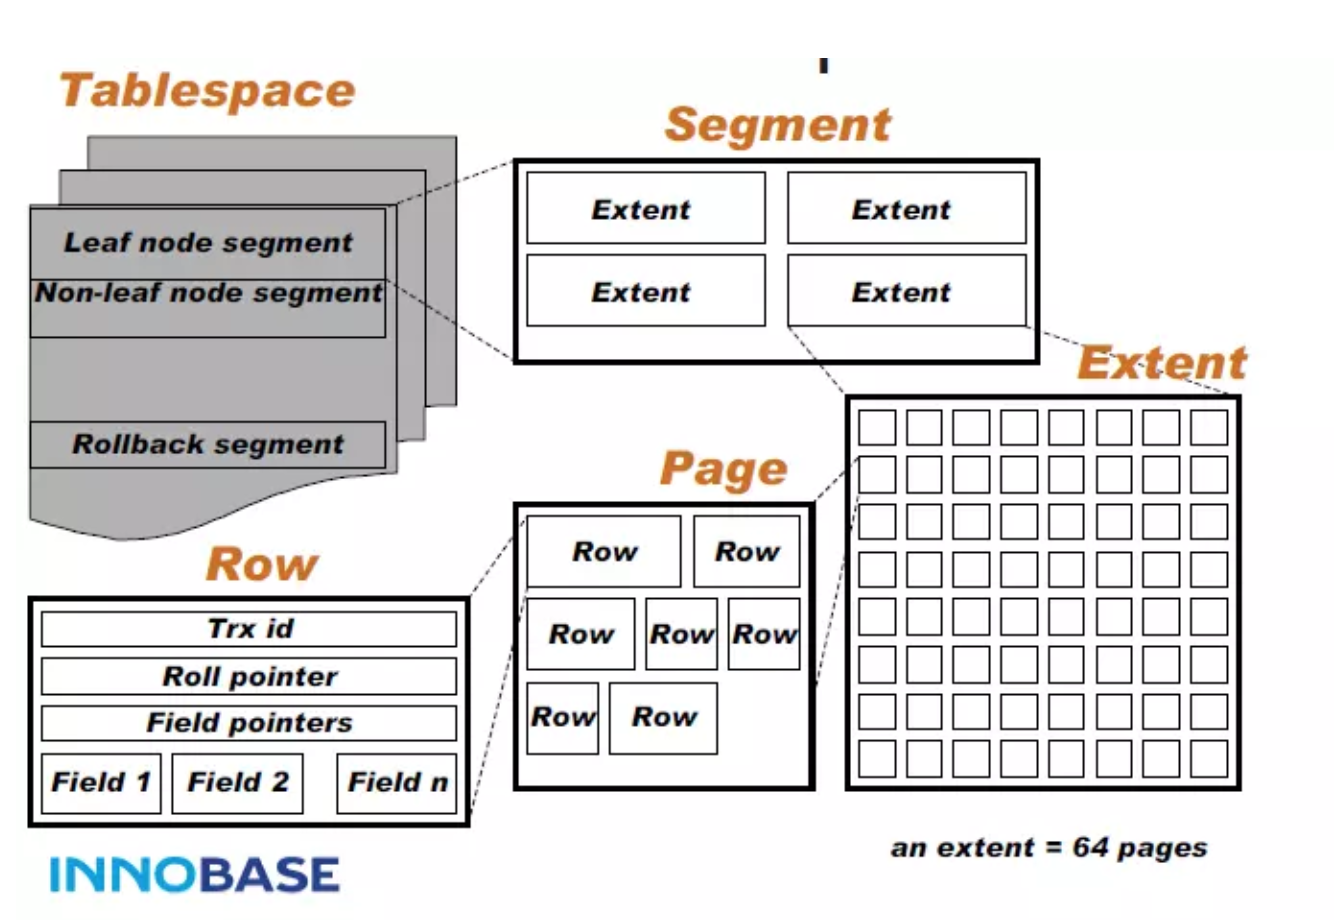 Tablespace
Segment
Leaf node segment
Non-leaf node segment
Rollback segment
Extent Extent
Extent Extent
Extent
Page
Row Row
Row Row Row
Row Row
Row
Trx id
Roll pointer
Field pointers
Field 1 Field 2 Field n
an extent = 64 pages
INNOBASE